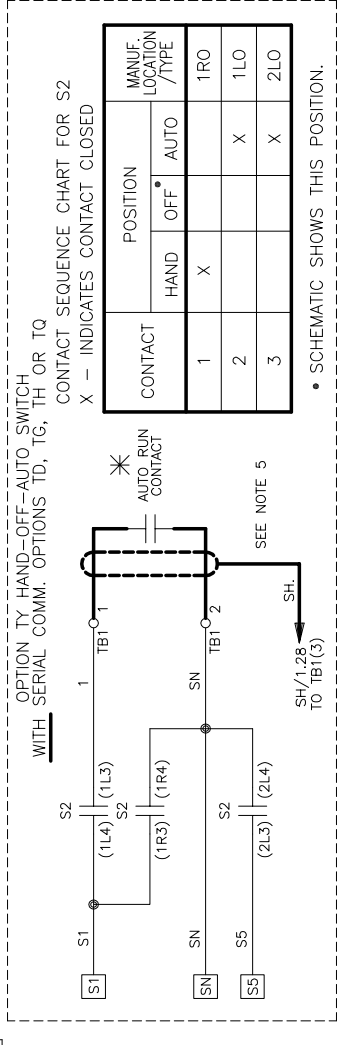 OPTION TY HAND-OFF-AUTO SWITCH
WITH SERIAL COMM. OPTIONS TD, TG, TH OR TQ
S1
S1
S2
(1L4)
(1L3)
1
1
TB1
S2
(1R3)
(1R4)
AUTO RUN
CONTACT
SN
SN
SN
2
TB1
S5
S5
S2
(2L3)
(2L4)
SH.
SH/1.28
TO TB1(3)
SEE NOTE 5
CONTACT SEQUENCE CHART FOR S2
X - INDICATES CONTACT CLOSED
CONTACT
POSITION
MANUF.
LOCATION
/TYPE
HAND
OFF
AUTO
1 X 1RO
2 X 1LO
3 X 2LO
• SCHEMATIC SHOWS THIS POSITION.